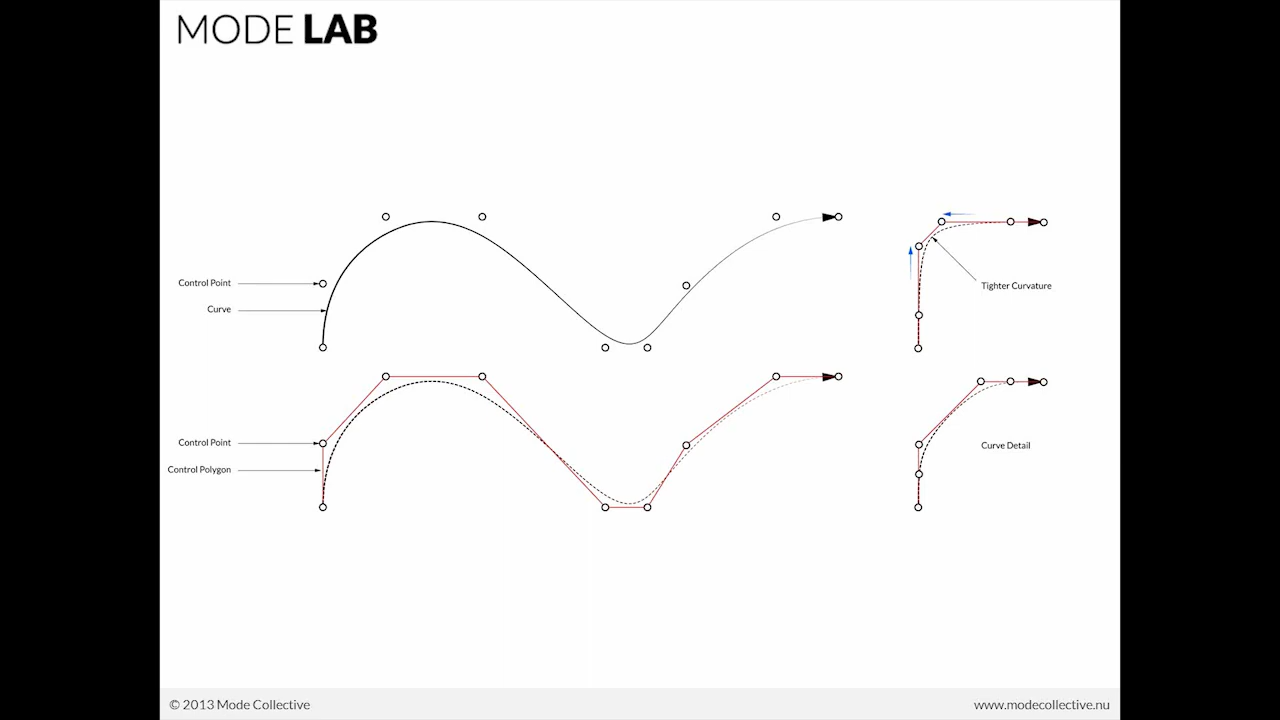 MODE LAB
Control Point
Curve
Tighter Curvature
Control Point
Control Polygon
Curve Detail
© 2013 Mode Collective
www.modecollective.nu